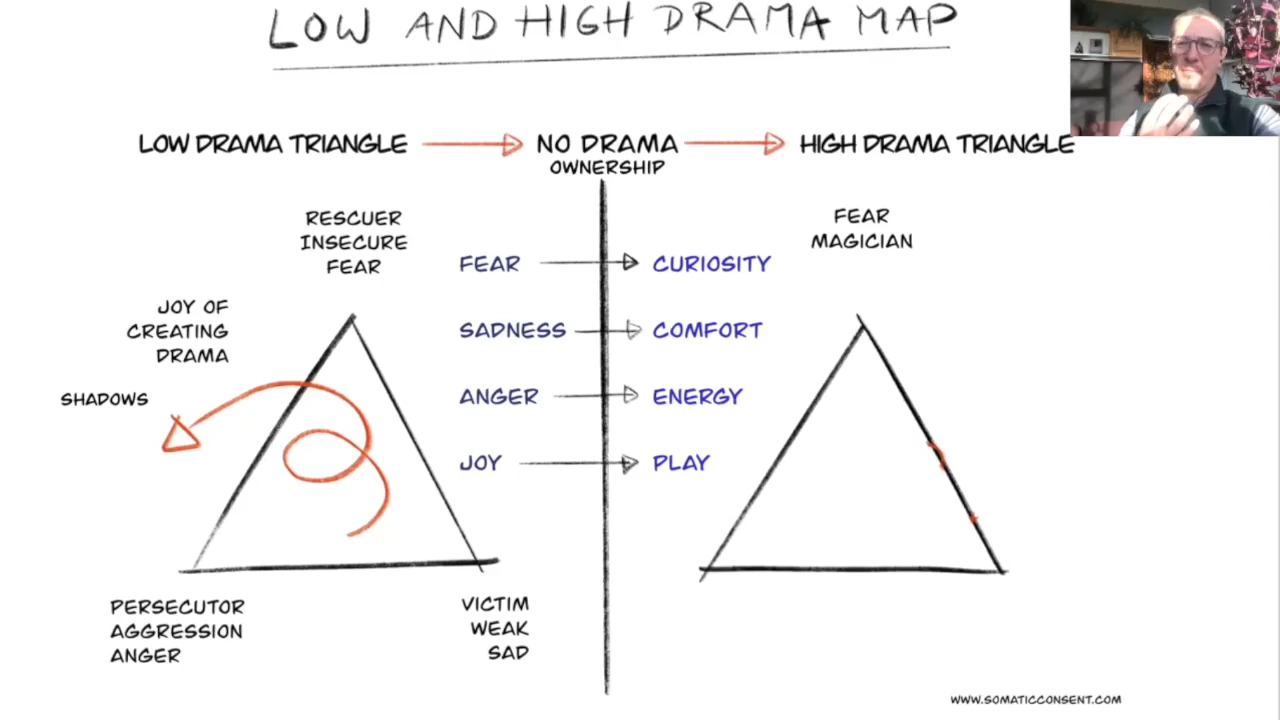 LOW AND HIGH DRAMA MAP
LOW DRAMA TRIANGLE
NO DRAMA
OWNERSHIP
HIGH DRAMA TRIANGLE
RESCUER
INSECURE
FEAR
JOY OF
CREATING
DRAMA
SHADOWS
PERSECUTOR
AGGRESSION
ANGER
VICTIM
WEAK
SAD
FEAR
CURIOSITY
SADNESS
COMFORT
ANGER
ENERGY
JOY
PLAY
FEAR
MAGICIAN
WWW.SOMATICCONSENT.COM